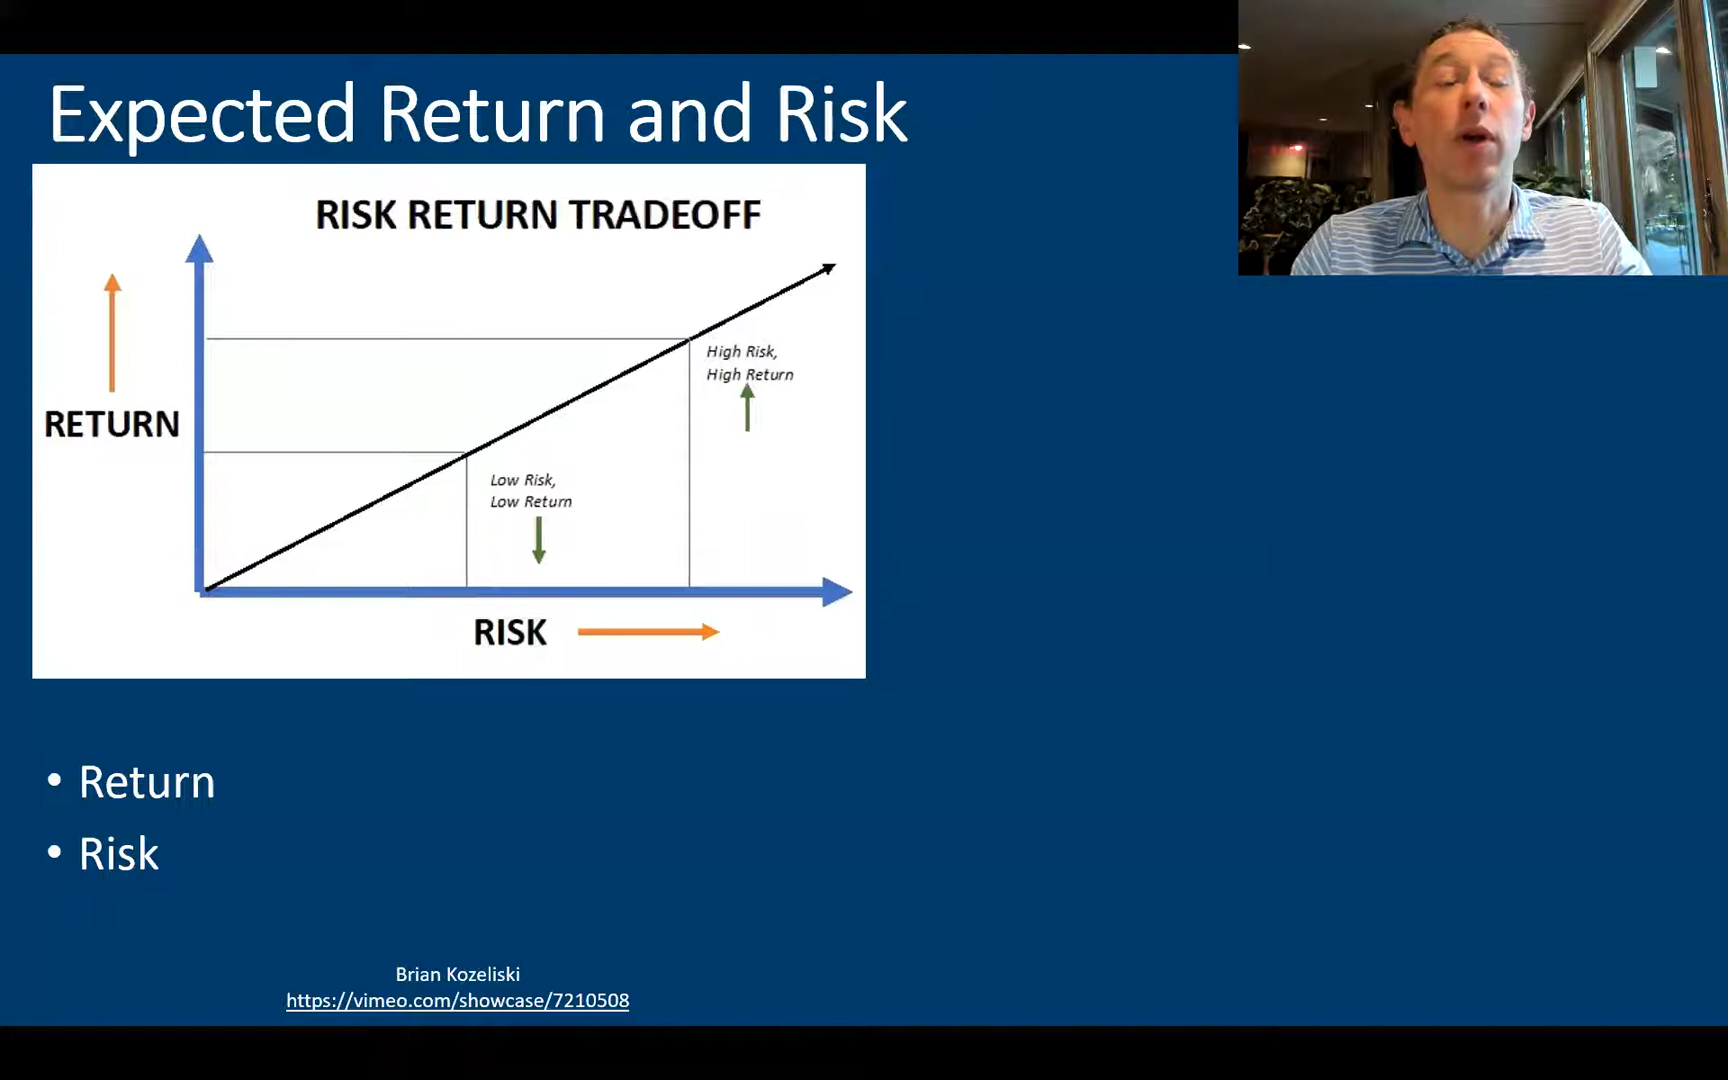 Expected Return and Risk
RISK RETURN TRADEOFF
High Risk,
High Return
RETURN
Low Risk,
Low Return
RISK
• Return
• Risk
Brian Kozeliski
https://vimeo.com/showcase/7210508